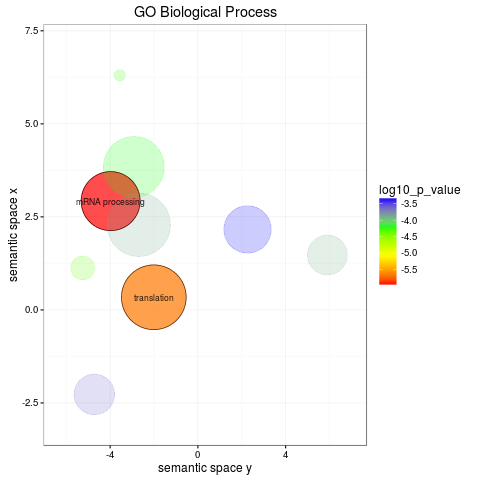 GO Biological Process
7.5
5.0
2.5
0.0
-2.5
semantic space x
mRNA processing
translation
-4
0
4
semantic space y
log10_p_value
-3.5
-4.0
-4.5
-5.0
-5.5